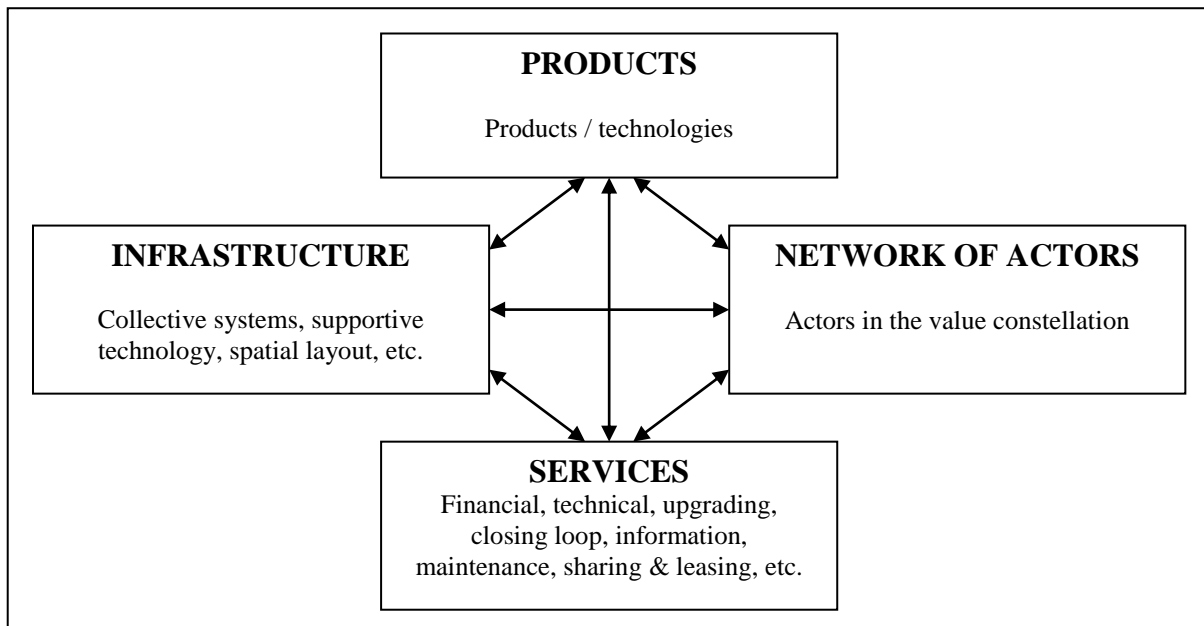 PRODUCTS
Products / technologies
INFRASTRUCTURE
Collective systems, supportive
technology, spatial layout, etc.
NETWORK OF ACTORS
Actors in the value constellation
SERVICES
Financial, technical, upgrading,
closing loop, information,
maintenance, sharing & leasing, etc.